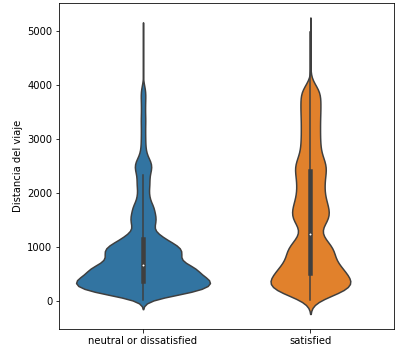 5000
4000
3000
2000
1000
0
Distancia del viaje
neutral or dissatisfied
satisfied